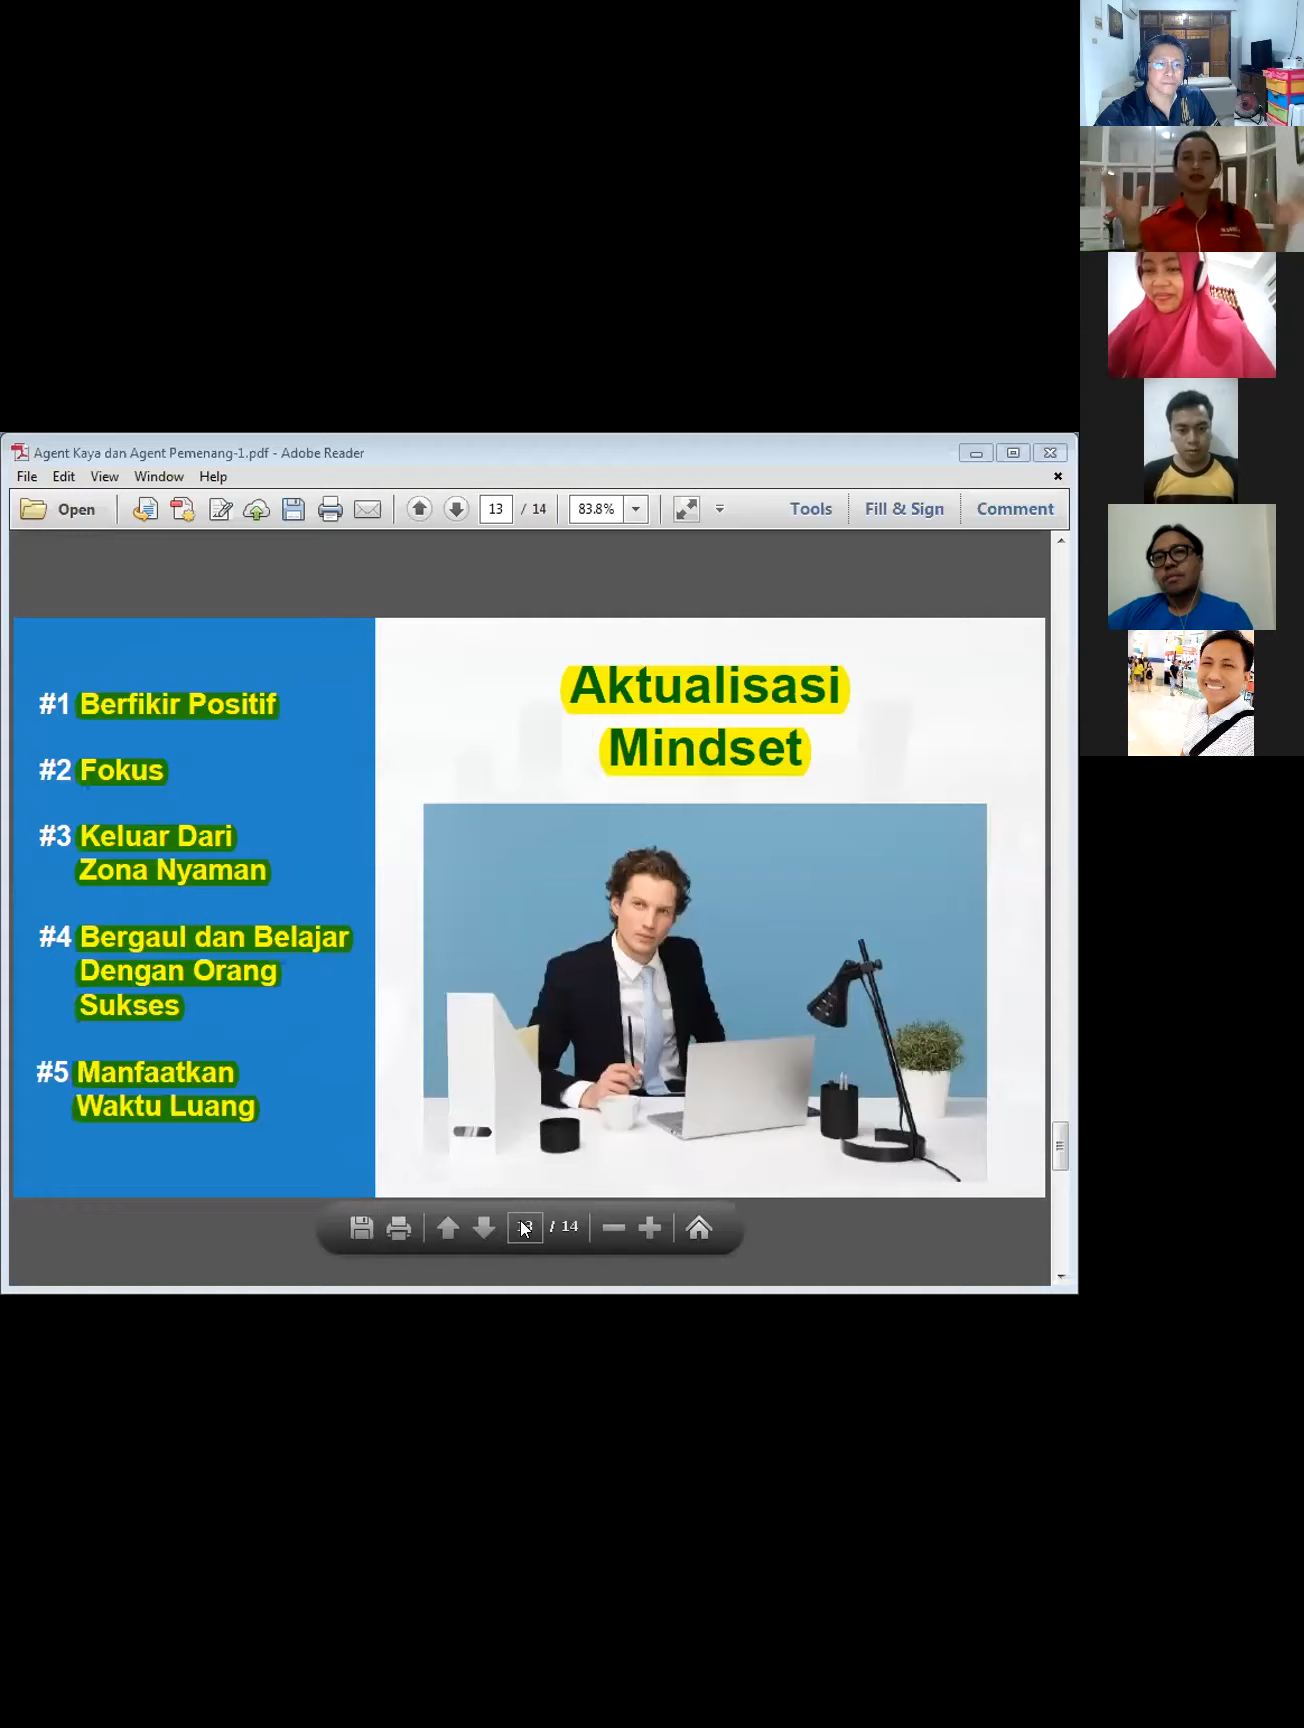 Agent Kaya dan Agent Pemenang-1.pdf - Adobe Reader
File Edit View Window Help
Open 13 / 14 83.8% Tools Fill & Sign Comment
#1 Berfikir Positif
#2 Fokus
#3 Keluar Dari
Zona Nyaman
#4 Bergaul dan Belajar
Dengan Orang
Sukses
#5 Manfaatkan
Waktu Luang
Aktualisasi
Mindset
13 / 14